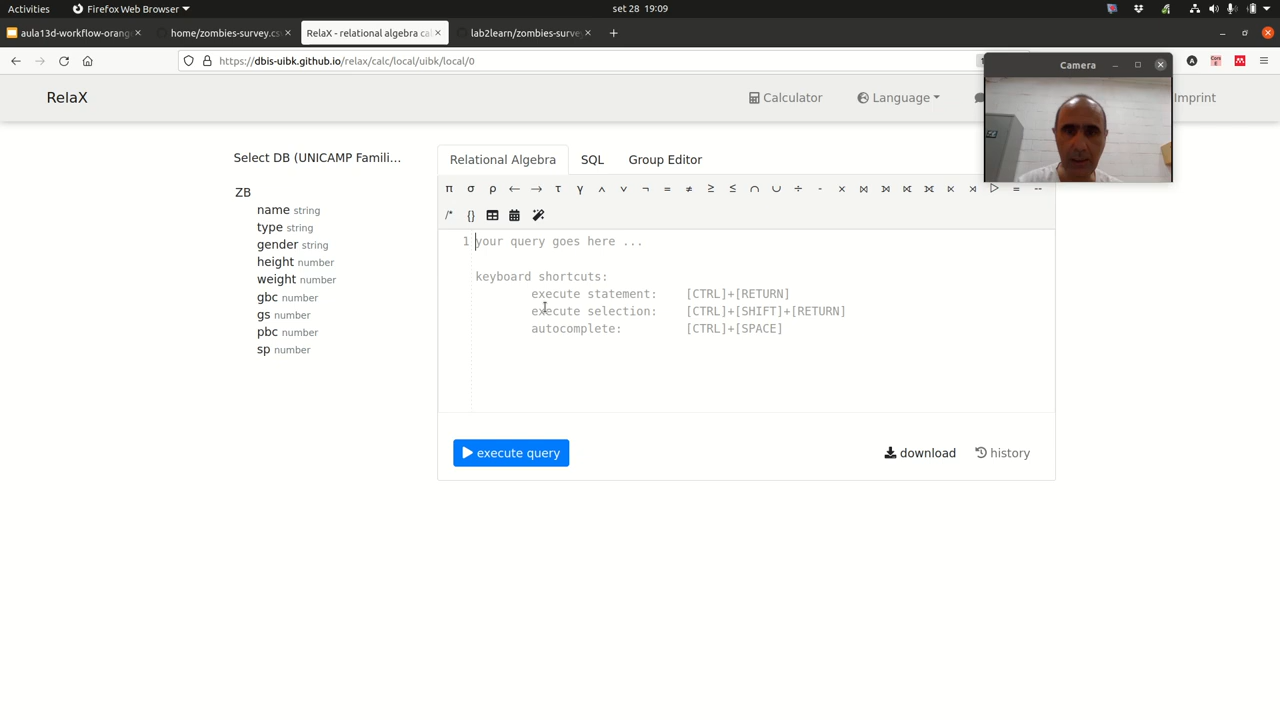 Activities Firefox Web Browser set 28 19:09
aula13d-workflow-orang home/zombies-survey.cs RelaX - relational algebra ca lab2learn/zombies-surve
https://dbis-uibk.github.io/relax/calc/local/uibk/local/0
Camera
RelaX Calculator Language Imprint
Select DB (UNICAMP Famili...
Relational Algebra SQL Group Editor
π σ ρ ← → τ γ ∧ ∨ ¬ = ≠ ≥ ≤ ∩ ∪ ÷ - × ⋈ ⟕ ⟖ ⟗ ⋉ ⋊ ▷ = --
/* {}
ZB
name string
type string
gender string
height number
weight number
gbc number
gs number
pbc number
sp number
1 your query goes here ...
keyboard shortcuts:
execute statement: [CTRL]+[RETURN]
execute selection: [CTRL]+[SHIFT]+[RETURN]
autocomplete: [CTRL]+[SPACE]
execute query download history